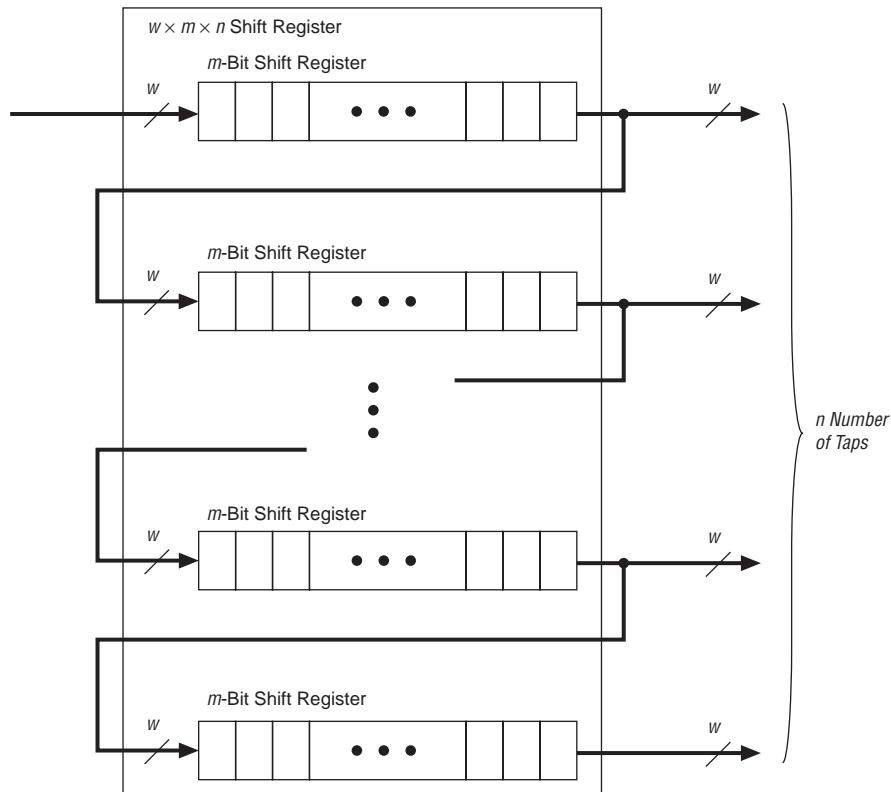 w × m × n Shift Register
m-Bit Shift Register
w
w
m-Bit Shift Register
w
w
n Number
of Taps
m-Bit Shift Register
w
w
m-Bit Shift Register
w
w